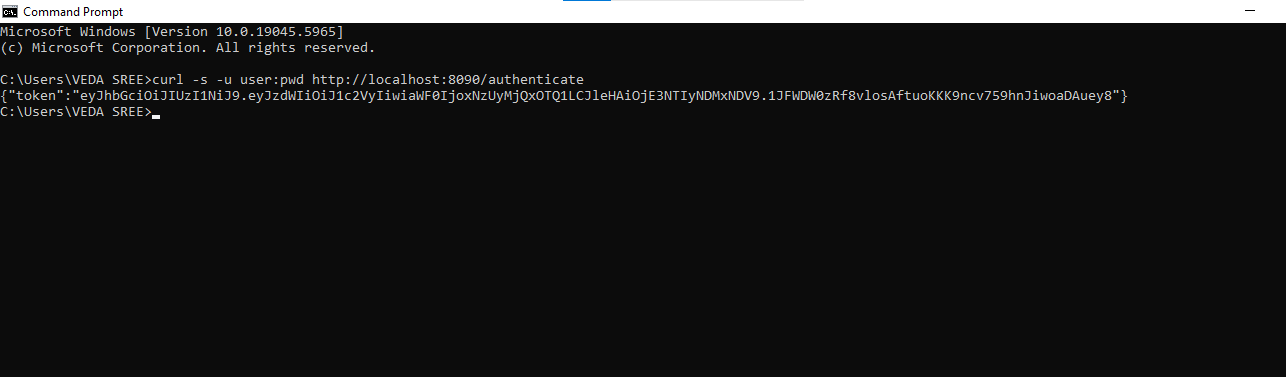 Command Prompt
Microsoft Windows [Version 10.0.19045.5965]
(c) Microsoft Corporation. All rights reserved.
C:\Users\VEDA SREE>curl -s -u user:pwd http://localhost:8090/authenticate
{"token":"eyJhbGciOiJIUzI1NiJ9.eyJzdWIiOiJ1c2VyIiwiaWF0IjoxNzUyMjQxOTQ1LCJleHAiOjE3NTIyNDMxNDV9.1JFWDW0zRf8vlosAftuoKKK9ncv759hnJiwoaDAuey8"}
C:\Users\VEDA SREE>